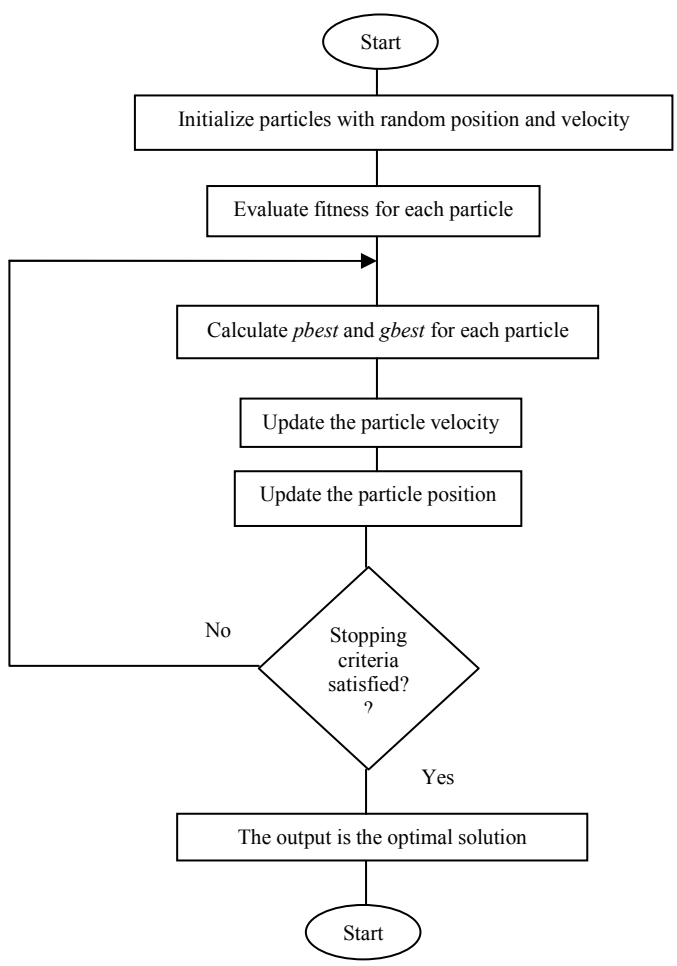 Start
Initialize particles with random position and velocity
Evaluate fitness for each particle
Calculate pbest and gbest for each particle
Update the particle velocity
Update the particle position
No
Stopping
criteria
satisfied?
?
Yes
The output is the optimal solution
Start